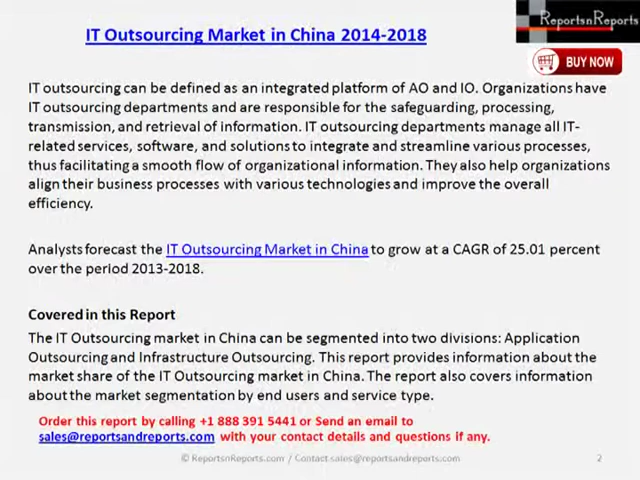 IT Outsourcing Market in China 2014-2018
ReportsnReports
BUY NOW
IT outsourcing can be defined as an integrated platform of AO and IO. Organizations have
IT outsourcing departments and are responsible for the safeguarding, processing,
transmission, and retrieval of information. IT outsourcing departments manage all IT-
related services, software, and solutions to integrate and streamline various processes,
thus facilitating a smooth flow of organizational information. They also help organizations
align their business processes with various technologies and improve the overall
efficiency.
Analysts forecast the IT Outsourcing Market in China to grow at a CAGR of 25.01 percent
over the period 2013-2018.
Covered in this Report
The IT Outsourcing market in China can be segmented into two divisions: Application
Outsourcing and Infrastructure Outsourcing. This report provides information about the
market share of the IT Outsourcing market in China. The report also covers information
about the market segmentation by end users and service type.
Order this report by calling +1 888 391 5441 or Send an email to
sales@reportsandreports.com with your contact details and questions if any.
© ReportsnReports.com / Contact sales@reportsandreports.com
2